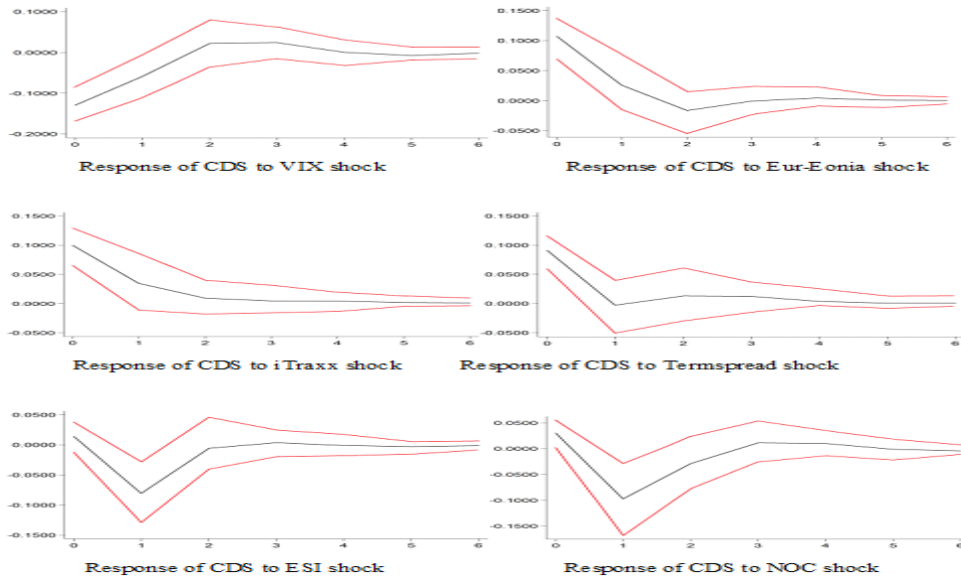 0.1000
0.0000
-0.1000
-0.2000
0 1 2 3 4 5 6
Response of CDS to VIX shock
0.1500
0.1000
0.0500
0.0000
-0.0500
0 1 2 3 4 5 6
Response of CDS to Eur-Eonia shock
0.1500
0.1000
0.0500
0.0000
-0.0500
0 1 2 3 4 5 6
Response of CDS to iTraxx shock
0.1500
0.1000
0.0500
0.0000
-0.0500
0 1 2 3 4 5 6
Response of CDS to Termspread shock
0.0500
0.0000
-0.0500
-0.1000
-0.1500
0 1 2 3 4 5 6
Response of CDS to ESI shock
0.0500
0.0000
-0.0500
-0.1000
-0.1500
0 1 2 3 4 5 6
Response of CDS to NOC shock